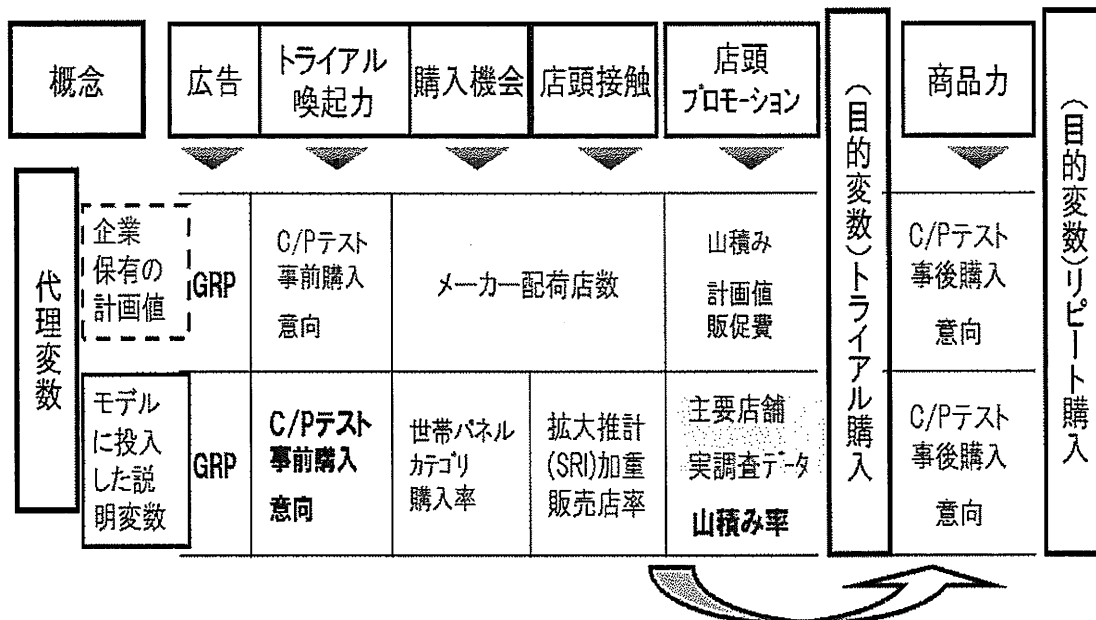 概念
広告
トライアル
喚起力
購入機会
店頭接触
店頭
プロモーション
(目的変数)トライアル購入
商品力
(目的変数)リピート購入
代理変数
企業
保有の
計画値
GRP
C/Pテスト
事前購入
意向
メーカー配荷店数
山積み
計画値
販促費
C/Pテスト
事後購入
意向
モデル
に投入
した説
明変数
GRP
C/Pテスト
事前購入
意向
世帯パネル
カテゴリ
購入率
拡大推計
(SRI)加重
販売店率
主要店舗
実調査データ
山積み率
C/Pテスト
事後購入
意向